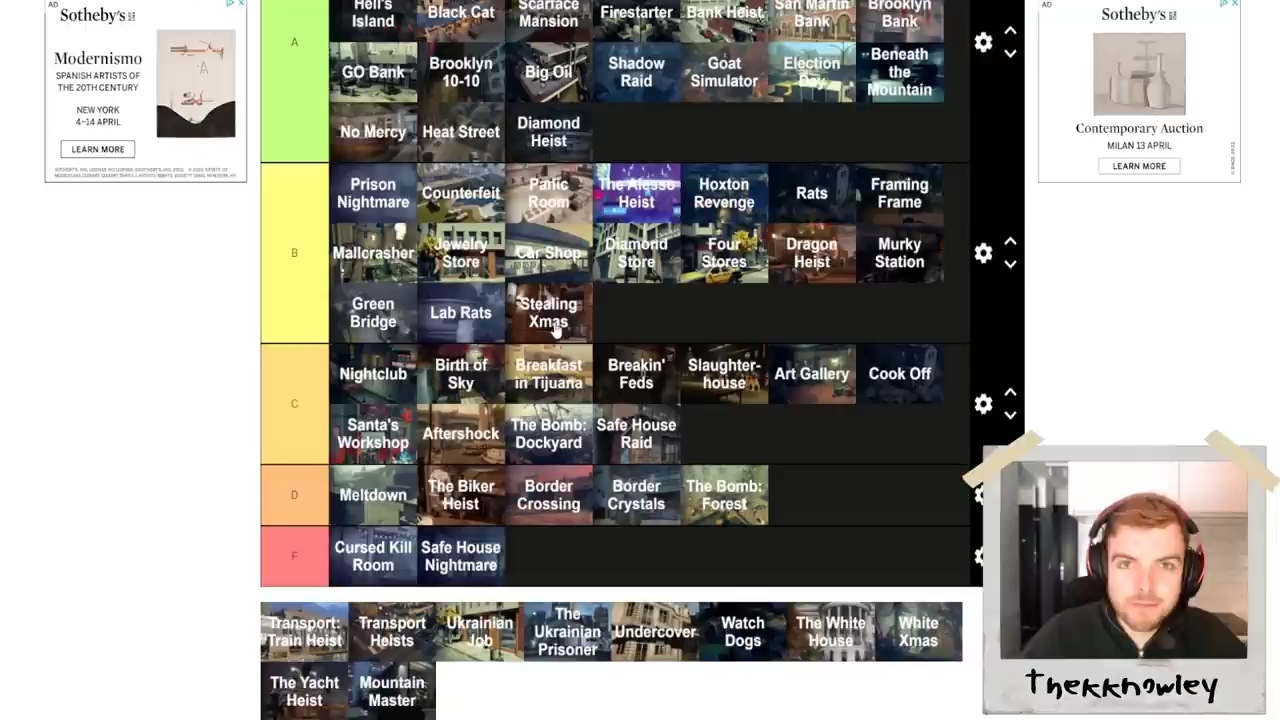 AD
Sotheby's
Modernismo
SPANISH ARTISTS OF
THE 20TH CENTURY
NEW YORK
4–14 APRIL
LEARN MORE
A
Hell's
Island
Black Cat
Scarface
Mansion
Firestarter
Bank Heist
San Martin
Bank
Brooklyn
Bank
GO Bank
Brooklyn
10-10
Big Oil
Shadow
Raid
Goat
Simulator
Election
Day
Beneath
the
Mountain
No Mercy
Heat Street
Diamond
Heist
B
Prison
Nightmare
Counterfeit
Panic
Room
The Alesso
Heist
Hoxton
Revenge
Rats
Framing
Frame
Mallcrasher
Jewelry
Store
Car Shop
Diamond
Store
Four
Stores
Dragon
Heist
Murky
Station
Green
Bridge
Lab Rats
Stealing
Xmas
C
Nightclub
Birth of
Sky
Breakfast
in Tijuana
Breakin'
Feds
Slaughter-
house
Art Gallery
Cook Off
Santa's
Workshop
Aftershock
The Bomb:
Dockyard
Safe House
Raid
D
Meltdown
The Biker
Heist
Border
Crossing
Border
Crystals
The Bomb:
Forest
F
Cursed Kill
Room
Safe House
Nightmare
Transport:
Train Heist
Transport
Heists
Ukrainian
Job
The
Ukrainian
Prisoner
Undercover
Watch
Dogs
The White
House
White
Xmas
The Yacht
Heist
Mountain
Master
AD
Sotheby's
Contemporary Auction
MILAN 13 APRIL
LEARN MORE
Thekknowley